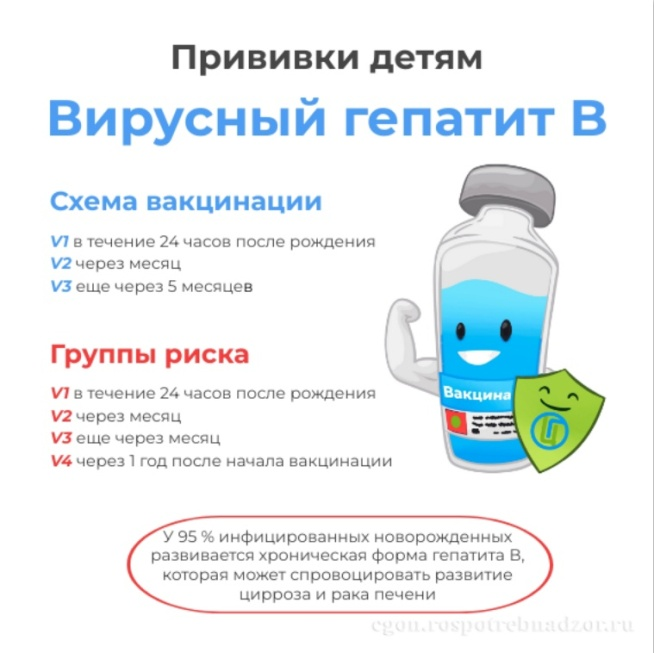 Прививки детям
Вирусный гепатит В
Схема вакцинации
V1 в течение 24 часов после рождения
V2 через месяц
V3 еще через 5 месяцев
Группы риска
V1 в течение 24 часов после рождения
V2 через месяц
V3 еще через месяц
V4 через 1 год после начала вакцинации
Вакцина
У 95 % инфицированных новорожденных
развивается хроническая форма гепатита В,
которая может спровоцировать развитие
цирроза и рака печени
cgon.rospotrebnadzor.ru